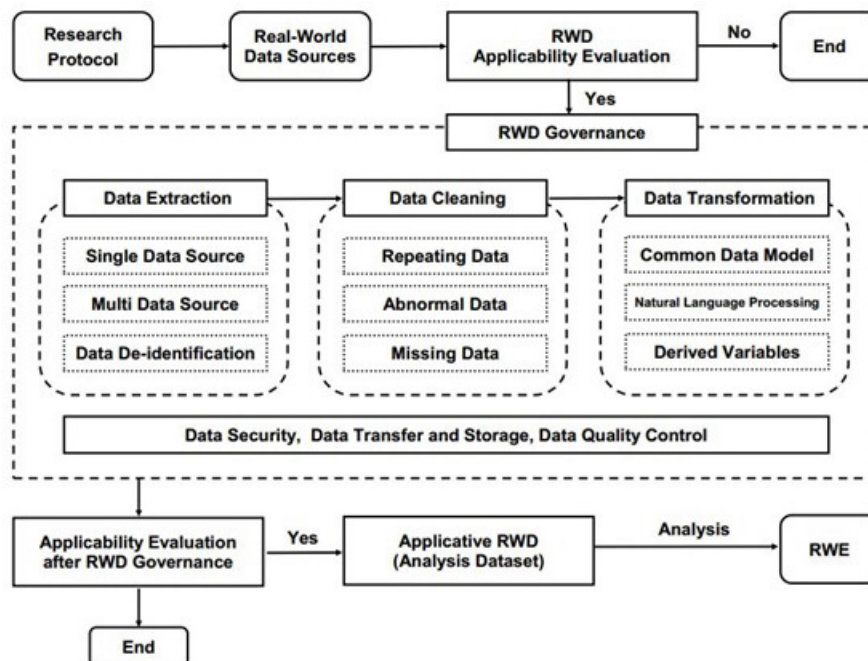 Research
Protocol
Real-World
Data Sources
RWD
Applicability Evaluation
No
End
Yes
RWD Governance
Data Extraction
Data Cleaning
Data Transformation
Single Data Source
Repeating Data
Common Data Model
Multi Data Source
Abnormal Data
Natural Language Processing
Data De-identification
Missing Data
Derived Variables
Data Security, Data Transfer and Storage, Data Quality Control
Applicability Evaluation
after RWD Governance
Yes
Applicative RWD
(Analysis Dataset)
Analysis
RWE
End